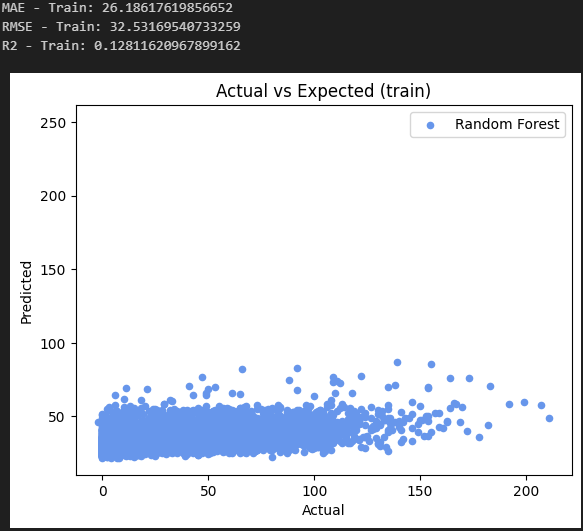 MAE - Train: 26.18617619856652
RMSE - Train: 32.53169540733259
R2 - Train: 0.12811620967899162
Actual vs Expected (train)
Random Forest
250
200
150
100
50
Predicted
0 50 100 150 200
Actual